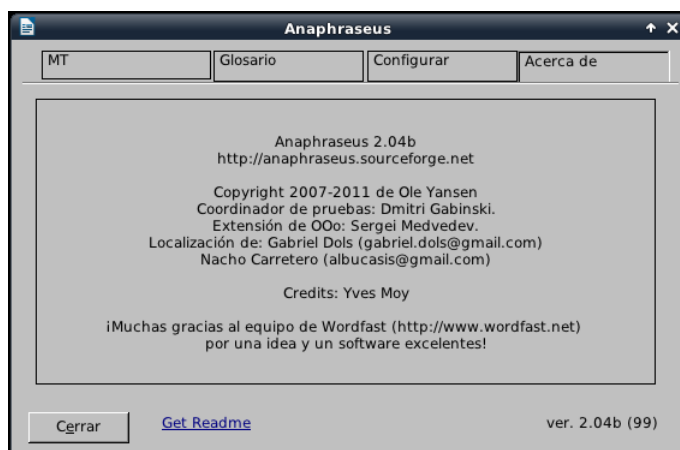 Anaphraseus
MT
Glosario
Configurar
Acerca de
Anaphraseus 2.04b
http://anaphraseus.sourceforge.net
Copyright 2007-2011 de Ole Yansen
Coordinador de pruebas: Dmitri Gabinski.
Extensión de OOo: Sergei Medvedev.
Localización de: Gabriel Dols (gabriel.dols@gmail.com)
Nacho Carretero (albucasis@gmail.com)
Credits: Yves Moy
¡Muchas gracias al equipo de Wordfast (http://www.wordfast.net)
por una idea y un software excelentes!
Cerrar
Get Readme
ver. 2.04b (99)